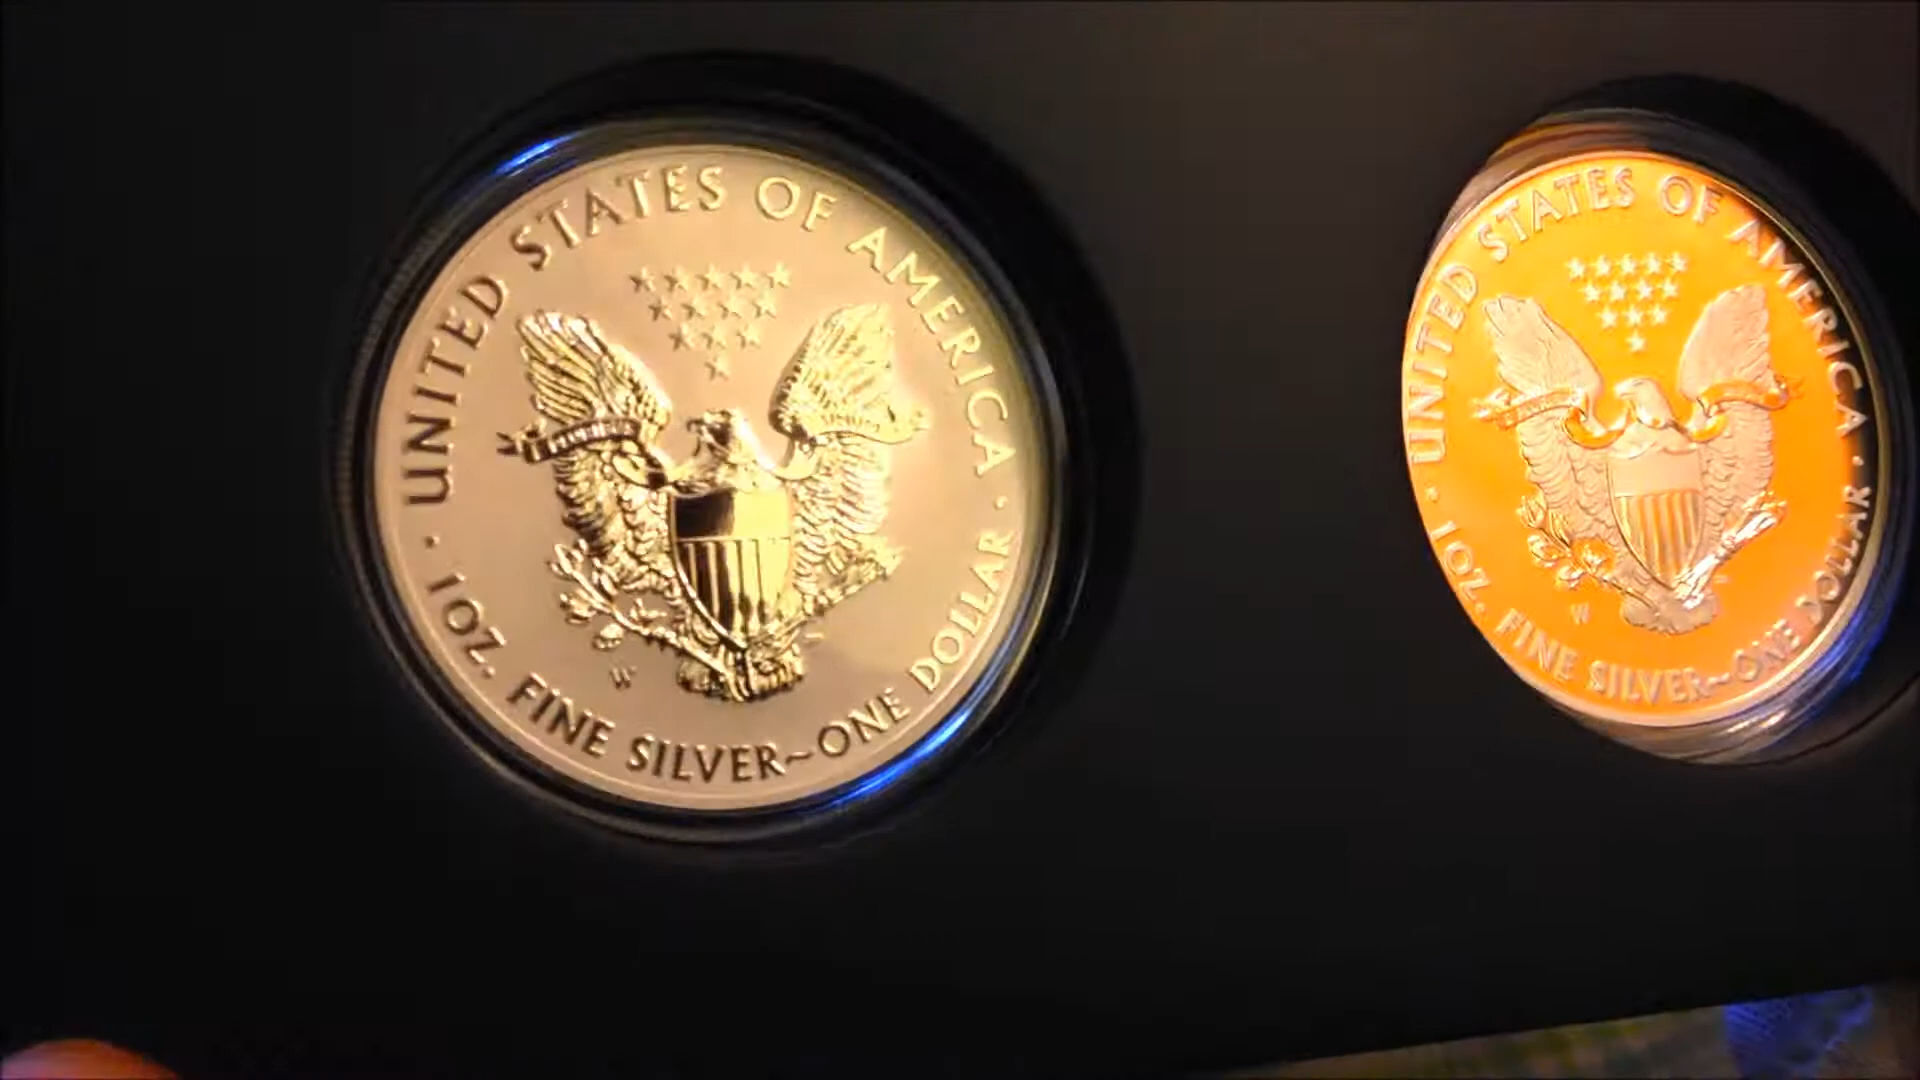 · UNITED STATES OF AMERICA ·
1 OZ. FINE SILVER~ONE DOLLAR
W
· UNITED STATES OF AMERICA ·
1 OZ. FINE SILVER~ONE DOLLAR
W